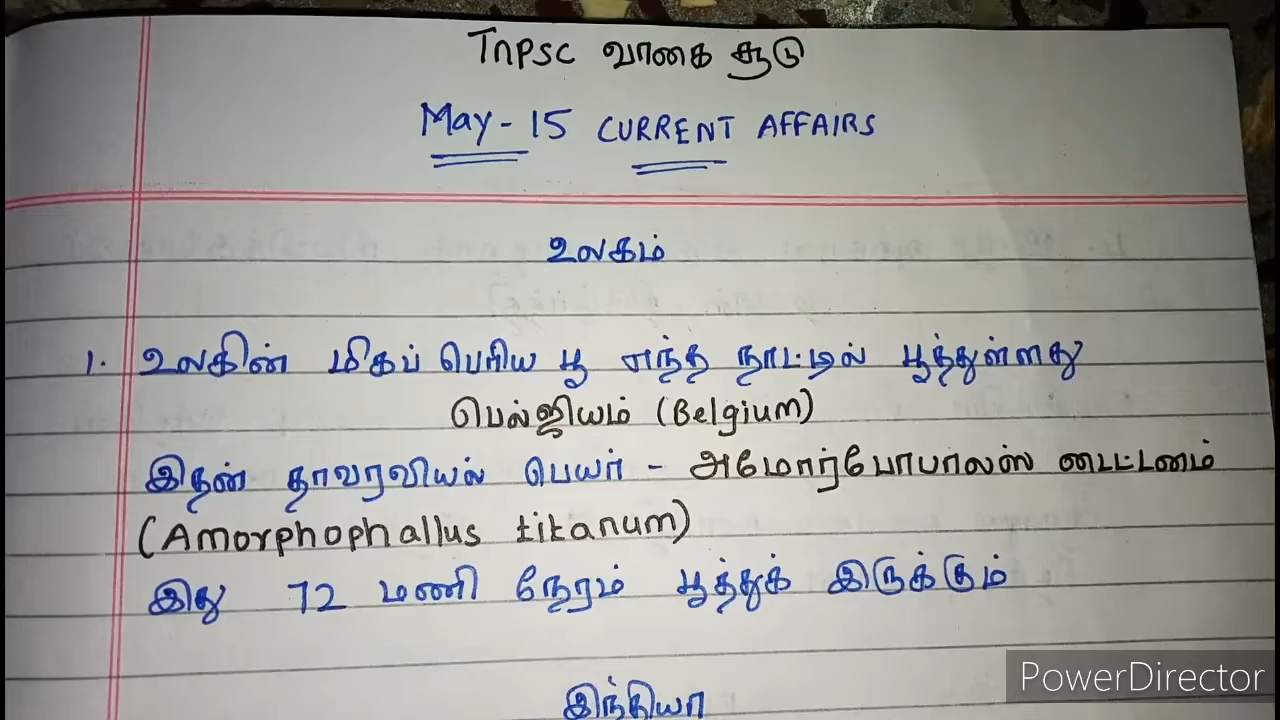 TNPSC வாகை சூடு
May - 15 CURRENT AFFAIRS
உலகம்
1. உலகின் மிகப் பெரிய பூ எந்த நாட்டில் பூத்துள்ளது
பெல்ஜியம் (Belgium)
இதன் தாவரவியல் பெயர் - அமோர்போபாலஸ் டைட்டனம்
(Amorphophallus titanum)
இது 72 மணி நேரம் பூத்துக் இருக்கும்
இந்தியா
PowerDirector